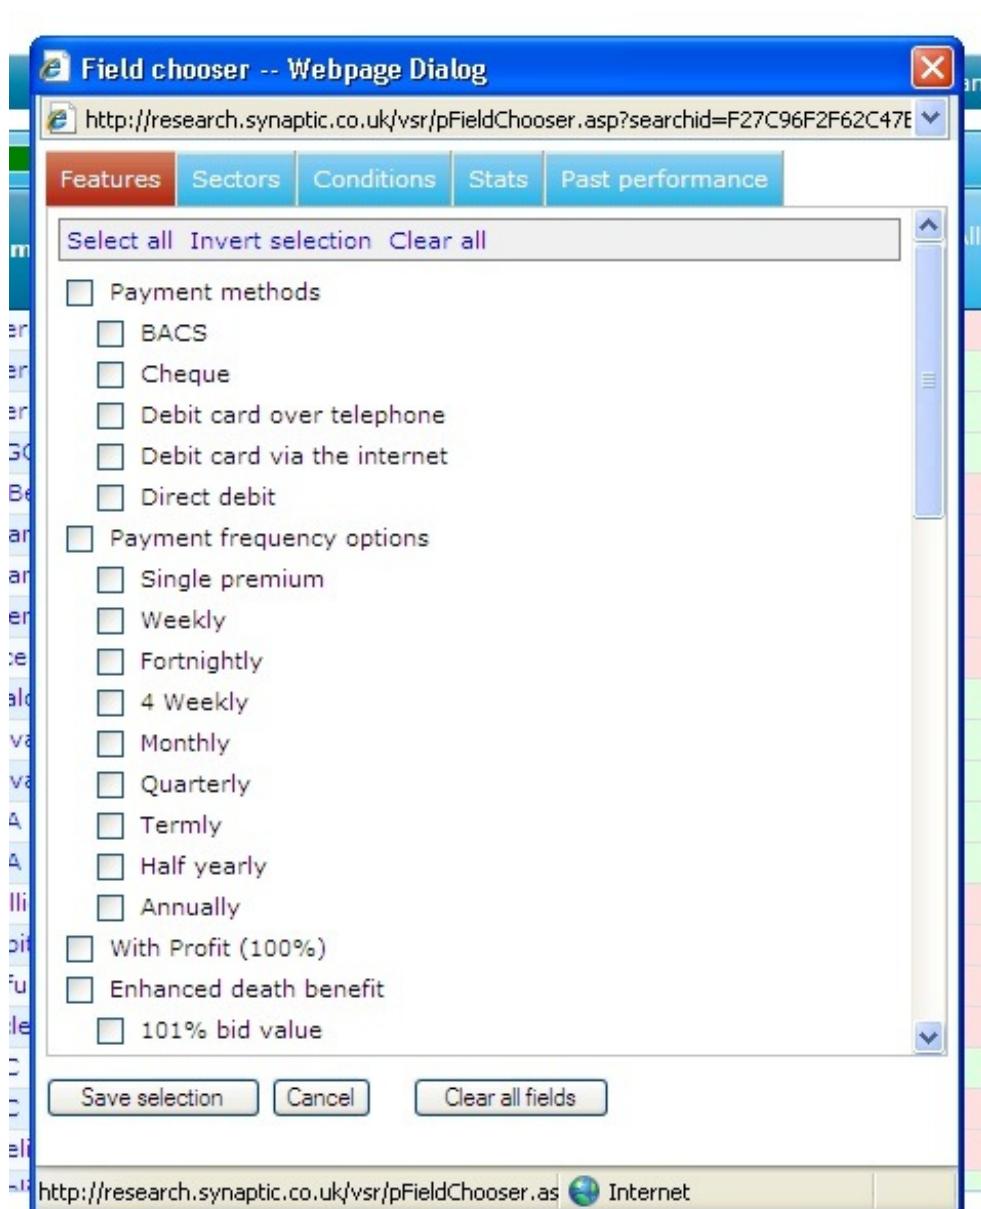 Field chooser -- Webpage Dialog
http://research.synaptic.co.uk/vsr/pFieldChooser.asp?searchid=F27C96F2F62C47E
Features Sectors Conditions Stats Past performance
Select all Invert selection Clear all
Payment methods
BACS
Cheque
Debit card over telephone
Debit card via the internet
Direct debit
Payment frequency options
Single premium
Weekly
Fortnightly
4 Weekly
Monthly
Quarterly
Termly
Half yearly
Annually
With Profit (100%)
Enhanced death benefit
101% bid value
Save selection Cancel Clear all fields
http://research.synaptic.co.uk/vsr/pFieldChooser.as Internet